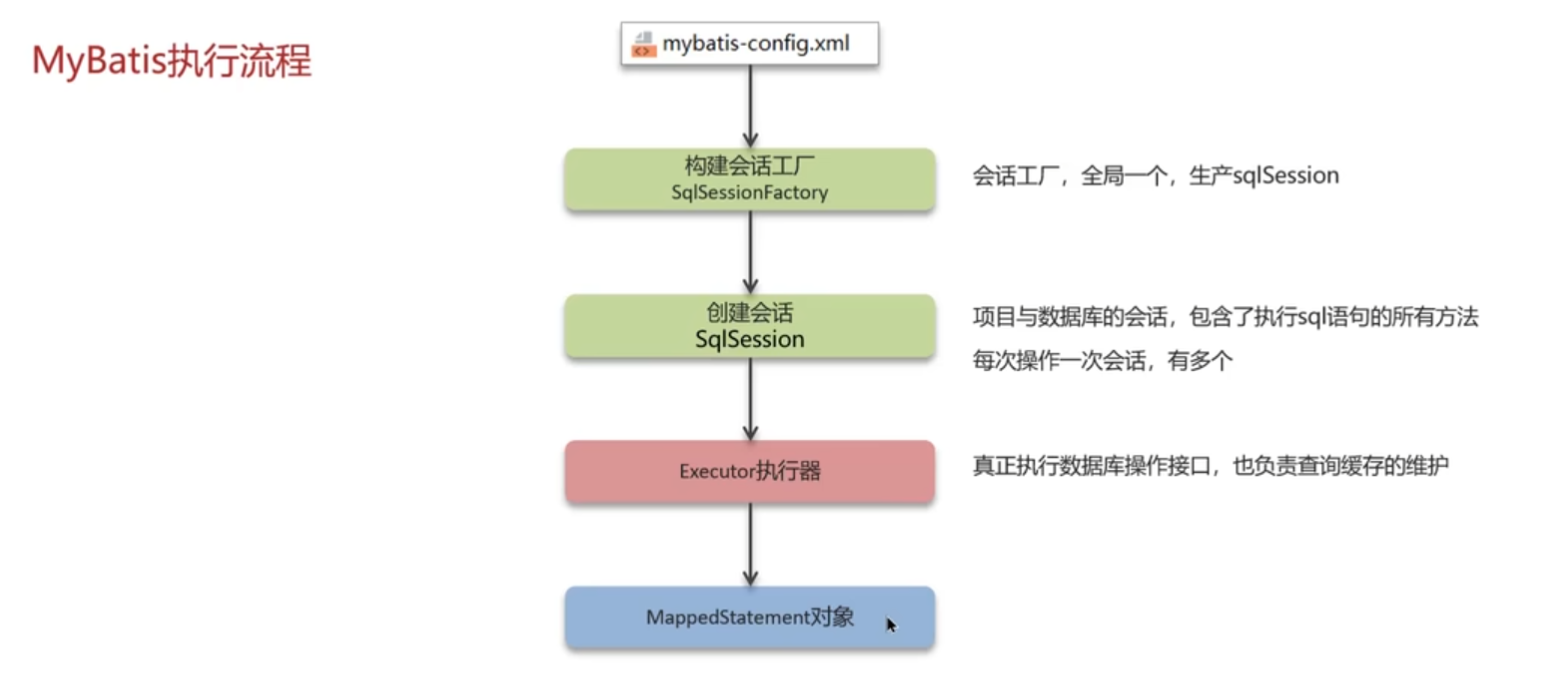 MyBatis执行流程
mybatis-config.xml
构建会话工厂
SqlSessionFactory
会话工厂，全局一个，生产sqlSession
创建会话
SqlSession
项目与数据库的会话，包含了执行sql语句的所有方法
每次操作一次会话，有多个
Executor执行器
真正执行数据库操作接口，也负责查询缓存的维护
MappedStatement对象